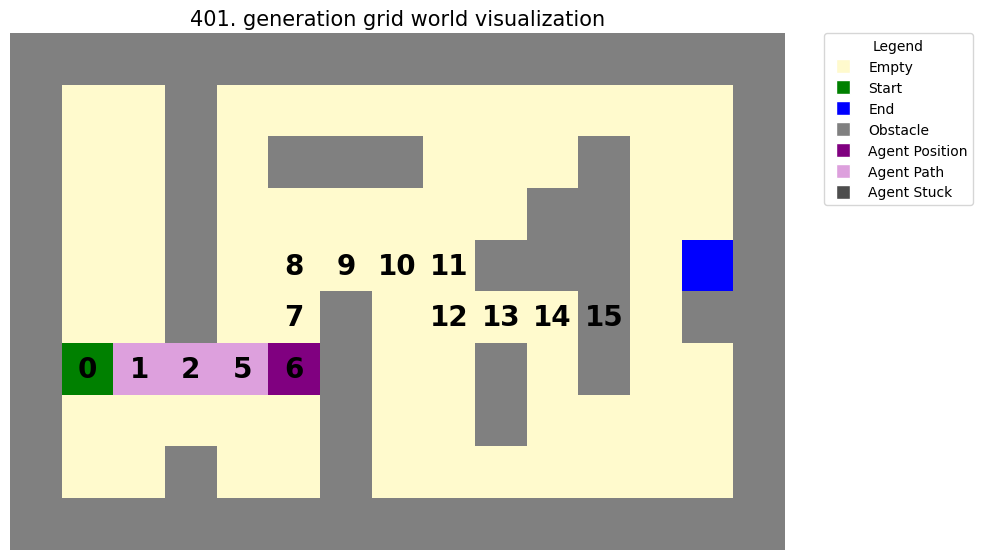 401. generation grid world visualization
Legend
Empty
Start
End
Obstacle
Agent Position
Agent Path
Agent Stuck
8 9 10 11
7 12 13 14 15
0 1 2 5 6